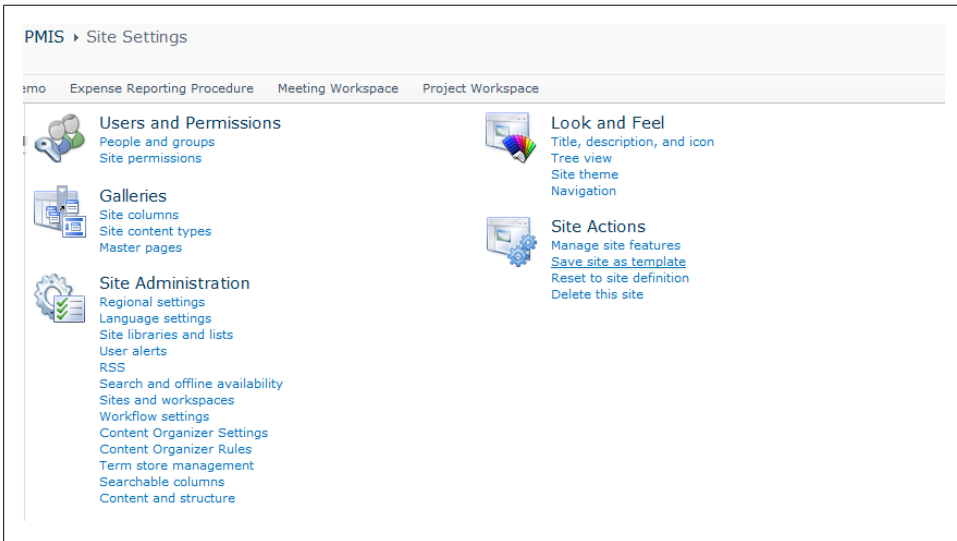 PMIS ▸ Site Settings
emo Expense Reporting Procedure Meeting Workspace Project Workspace
Users and Permissions
People and groups
Site permissions
Galleries
Site columns
Site content types
Master pages
Site Administration
Regional settings
Language settings
Site libraries and lists
User alerts
RSS
Search and offline availability
Sites and workspaces
Workflow settings
Content Organizer Settings
Content Organizer Rules
Term store management
Searchable columns
Content and structure
Look and Feel
Title, description, and icon
Tree view
Site theme
Navigation
Site Actions
Manage site features
Save site as template
Reset to site definition
Delete this site